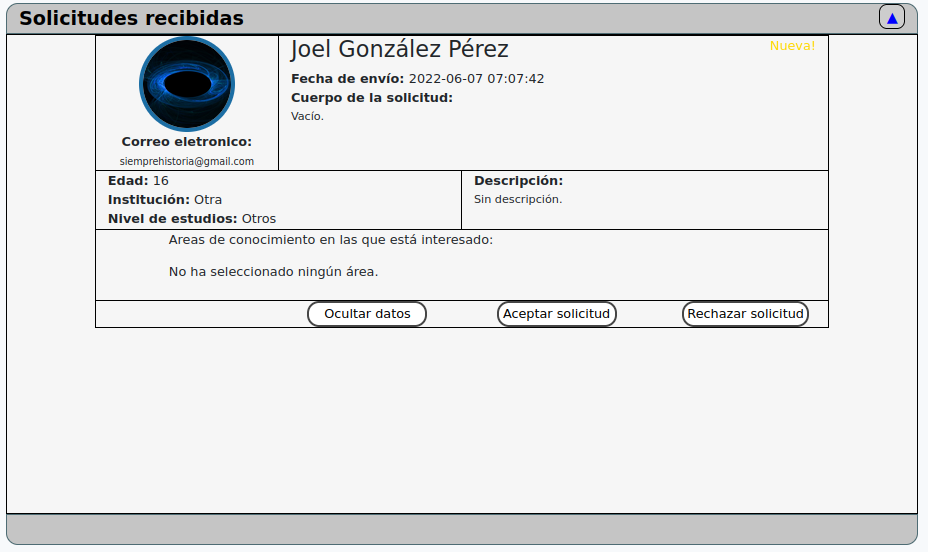 Solicitudes recibidas
▲
Joel González Pérez
Nueva!
Fecha de envío: 2022-06-07 07:07:42
Cuerpo de la solicitud:
Vacío.
Correo eletronico:
siemprehistoria@gmail.com
Edad: 16
Institución: Otra
Nivel de estudios: Otros
Descripción:
Sin descripción.
Areas de conocimiento en las que está interesado:
No ha seleccionado ningún área.
Ocultar datos
Aceptar solicitud
Rechazar solicitud